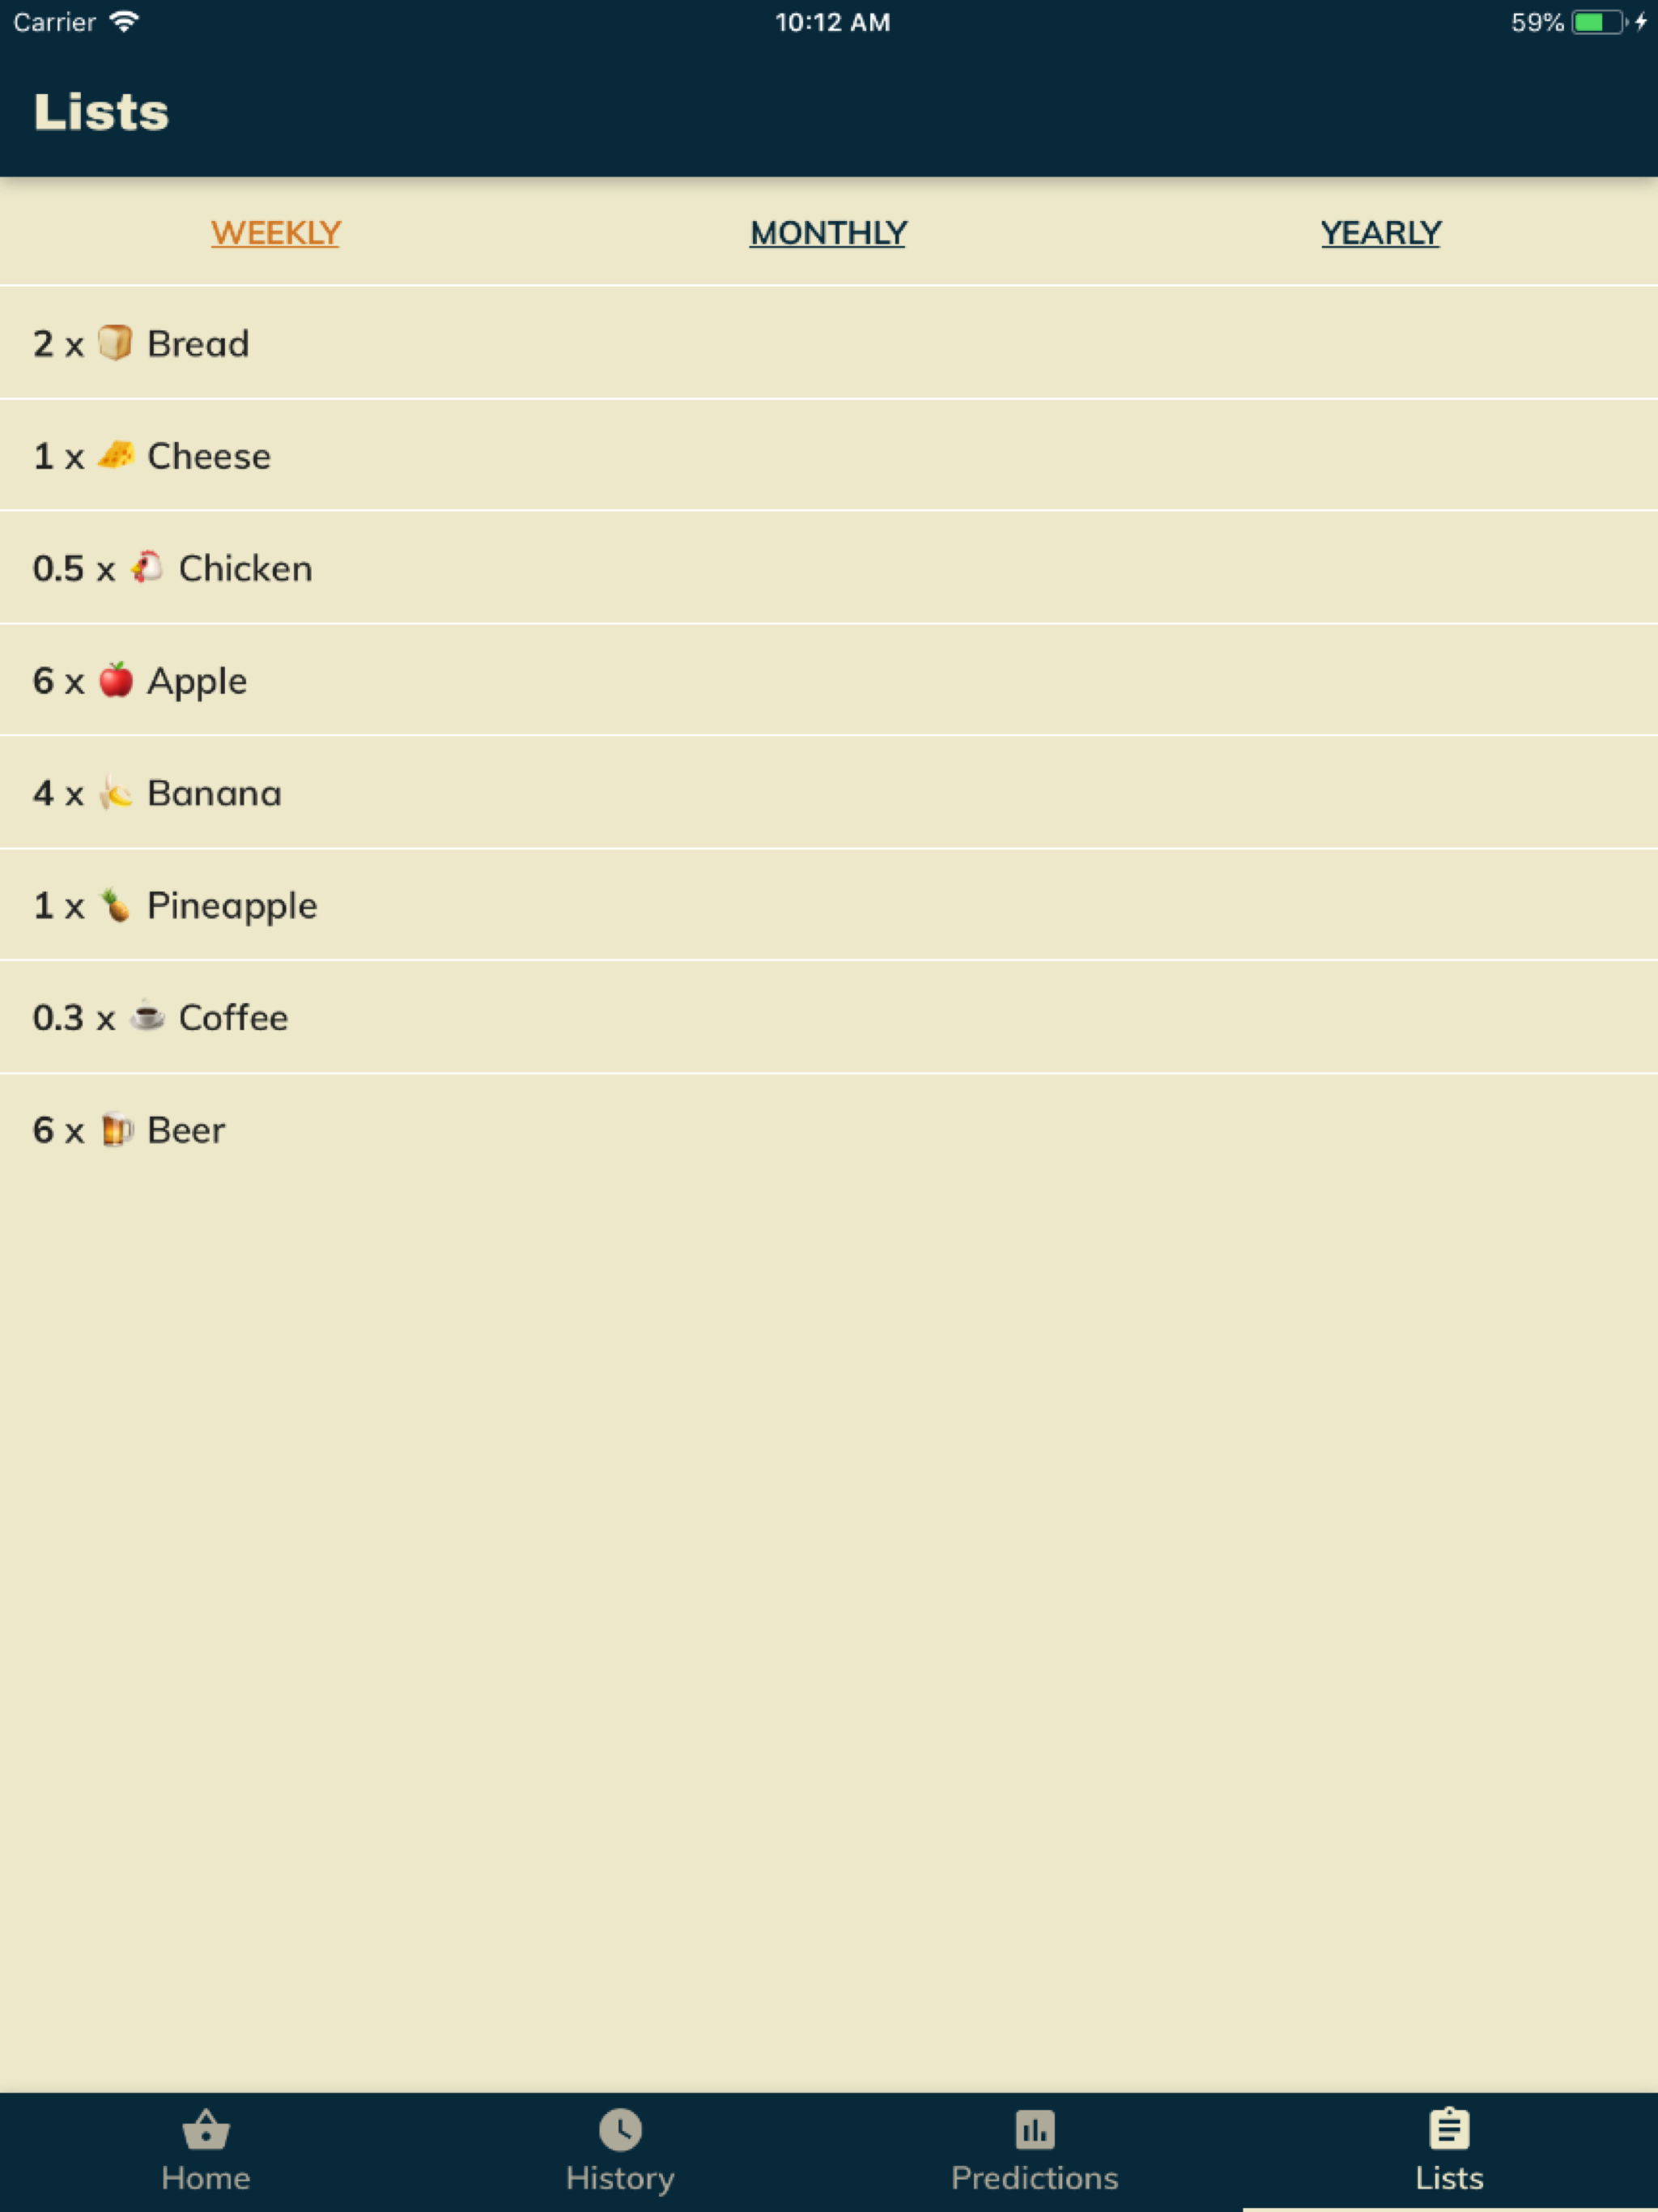 Carrier 10:12 AM 59%
Lists
WEEKLY MONTHLY YEARLY
2 x 🍞 Bread
1 x 🧀 Cheese
0.5 x 🐔 Chicken
6 x 🍎 Apple
4 x 🍌 Banana
1 x 🍍 Pineapple
0.3 x ☕ Coffee
6 x 🍺 Beer
Home History Predictions Lists